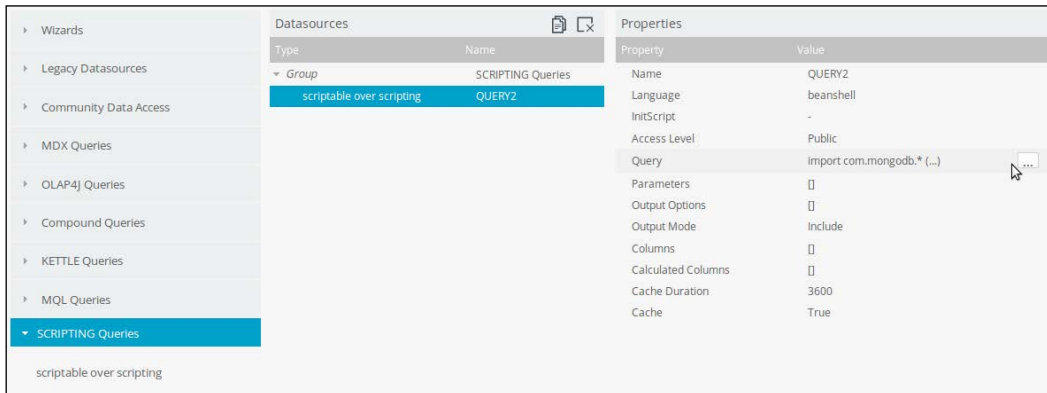 Wizards
Legacy Datasources
Community Data Access
MDX Queries
OLAP4J Queries
Compound Queries
KETTLE Queries
MQL Queries
SCRIPTING Queries
scriptable over scripting
Datasources
Type Name
Group SCRIPTING Queries
scriptable over scripting QUERY2
Properties
Property Value
Name QUERY2
Language beanshell
InitScript -
Access Level Public
Query import com.mongodb.* (...) ...
Parameters []
Output Options []
Output Mode Include
Columns []
Calculated Columns []
Cache Duration 3600
Cache True